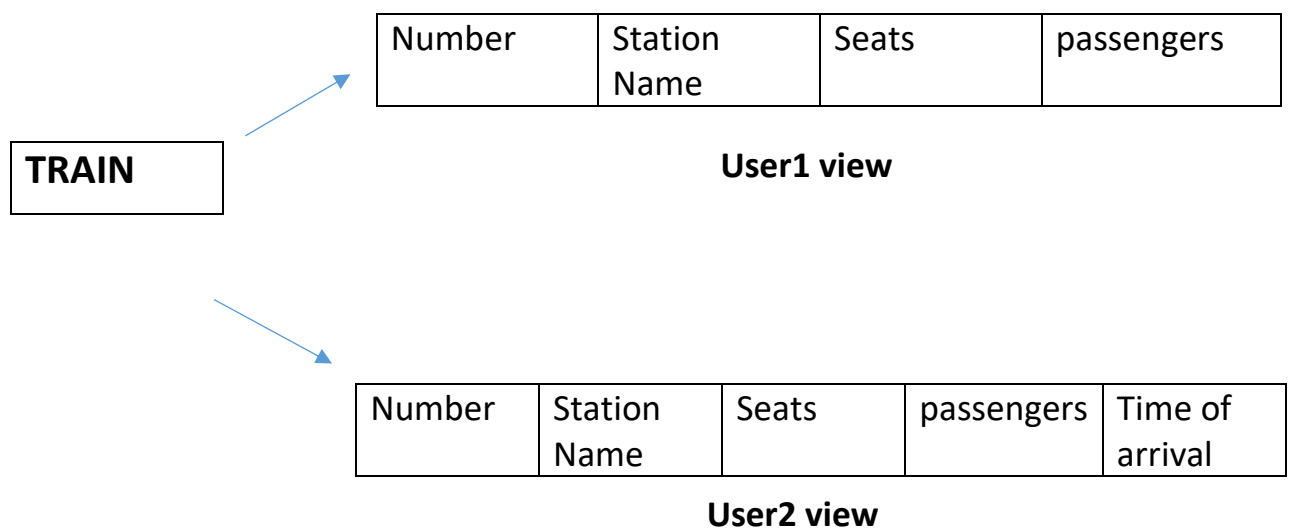 Number Station Seats passengers
Name
User1 view
TRAIN
Number Station Seats passengers Time of
Name arrival
User2 view